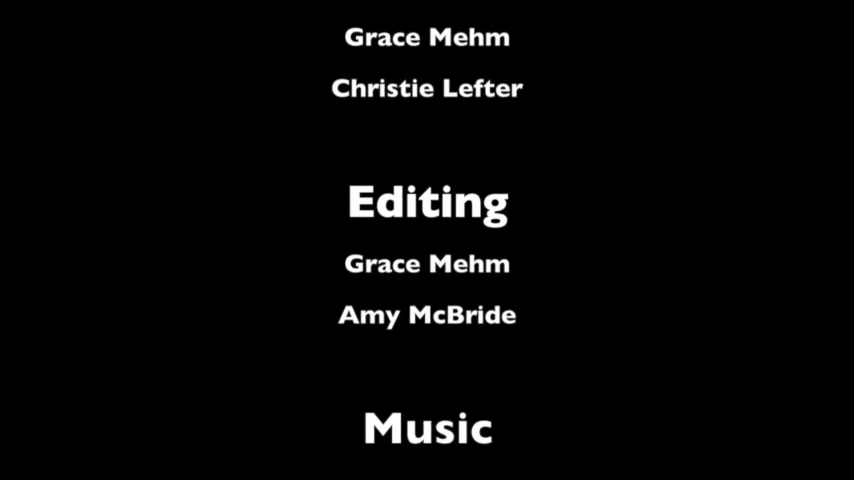 Grace Mehm
Christie Lefter
Editing
Grace Mehm
Amy McBride
Music